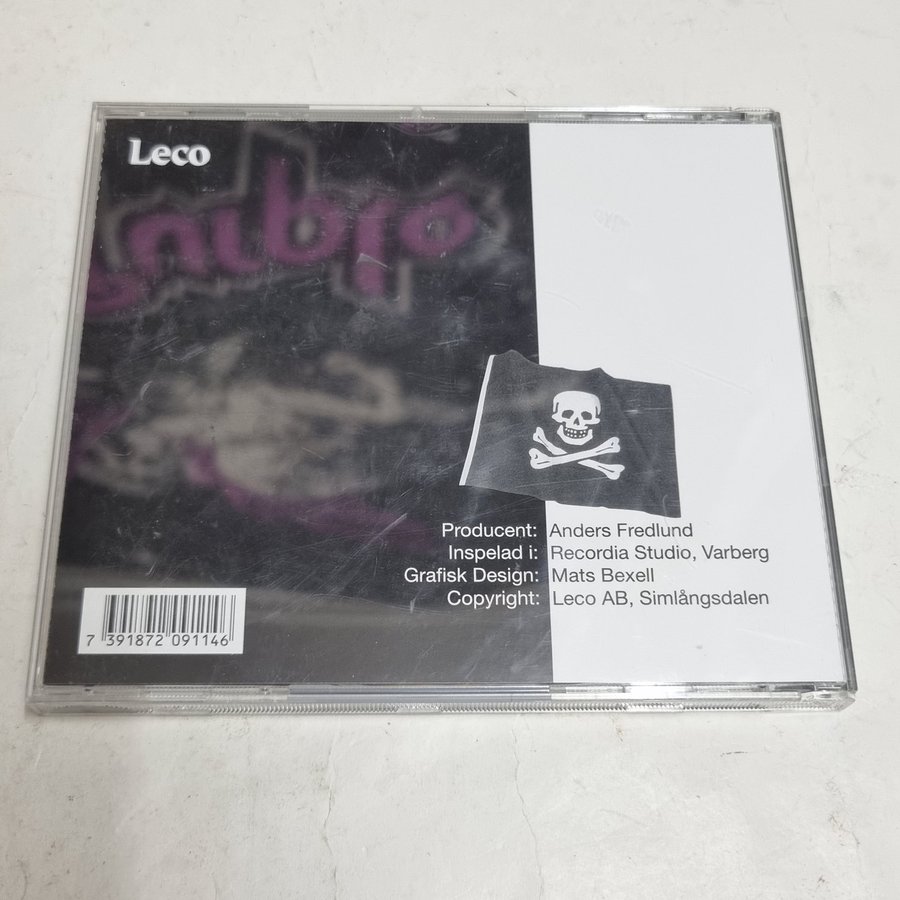 Leco
Producent: Anders Fredlund
Inspelad i: Recordia Studio, Varberg
Grafisk Design: Mats Bexell
Copyright: Leco AB, Simlångsdalen
7 391872 091146